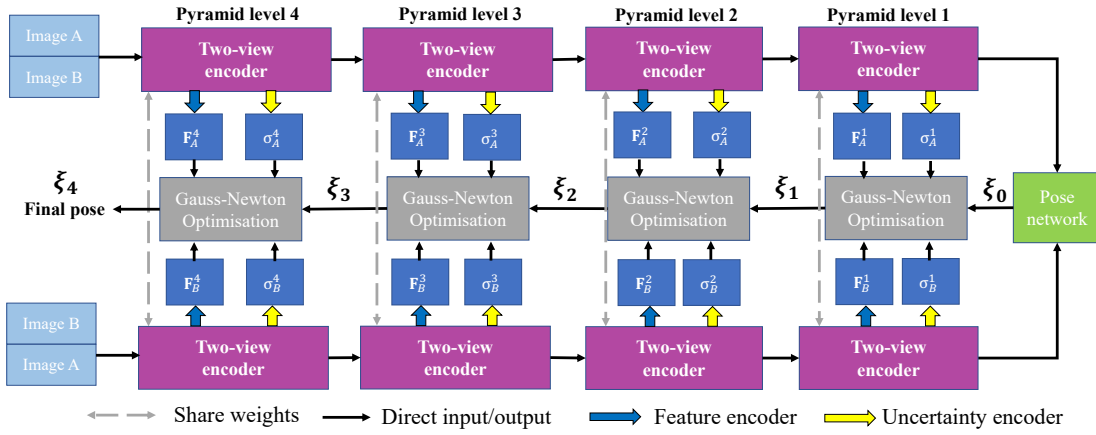 Pyramid level 4
Pyramid level 3
Pyramid level 2
Pyramid level 1
Image A
Image B
Two-view
encoder
Two-view
encoder
Two-view
encoder
Two-view
encoder
F_A^4
σ_A^4
F_A^3
σ_A^3
F_A^2
σ_A^2
F_A^1
σ_A^1
ξ_4
Final pose
Gauss-Newton
Optimisation
ξ_3
Gauss-Newton
Optimisation
ξ_2
Gauss-Newton
Optimisation
ξ_1
Gauss-Newton
Optimisation
ξ_0
Pose
network
F_B^4
σ_B^4
F_B^3
σ_B^3
F_B^2
σ_B^2
F_B^1
σ_B^1
Image B
Image A
Two-view
encoder
Two-view
encoder
Two-view
encoder
Two-view
encoder
Share weights
Direct input/output
Feature encoder
Uncertainty encoder